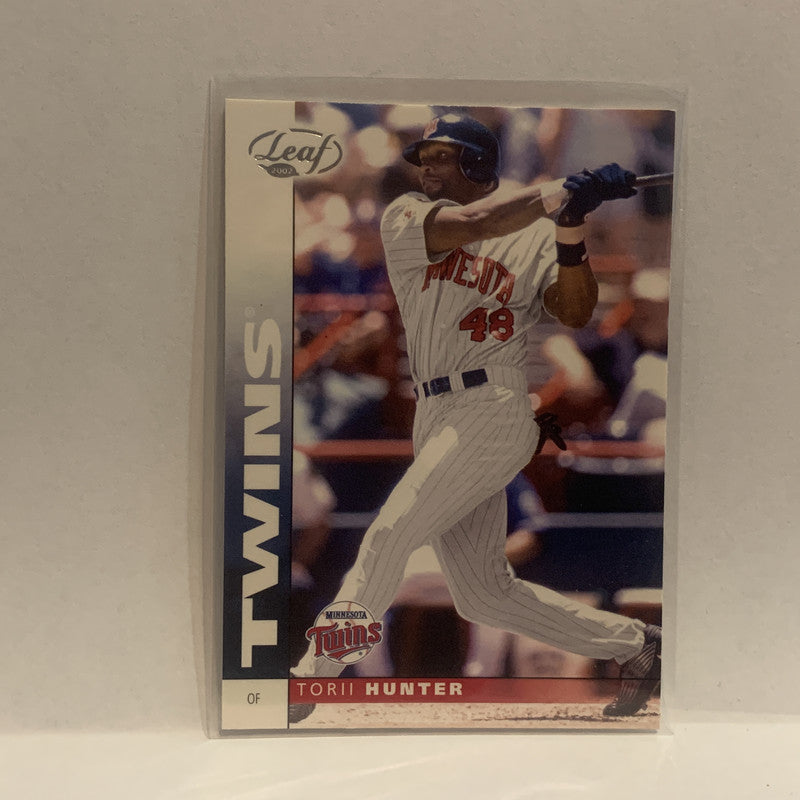 Leaf
2002
TWINS®
MINNESOTA
48
MINNESOTA
Twins
OF
TORII HUNTER